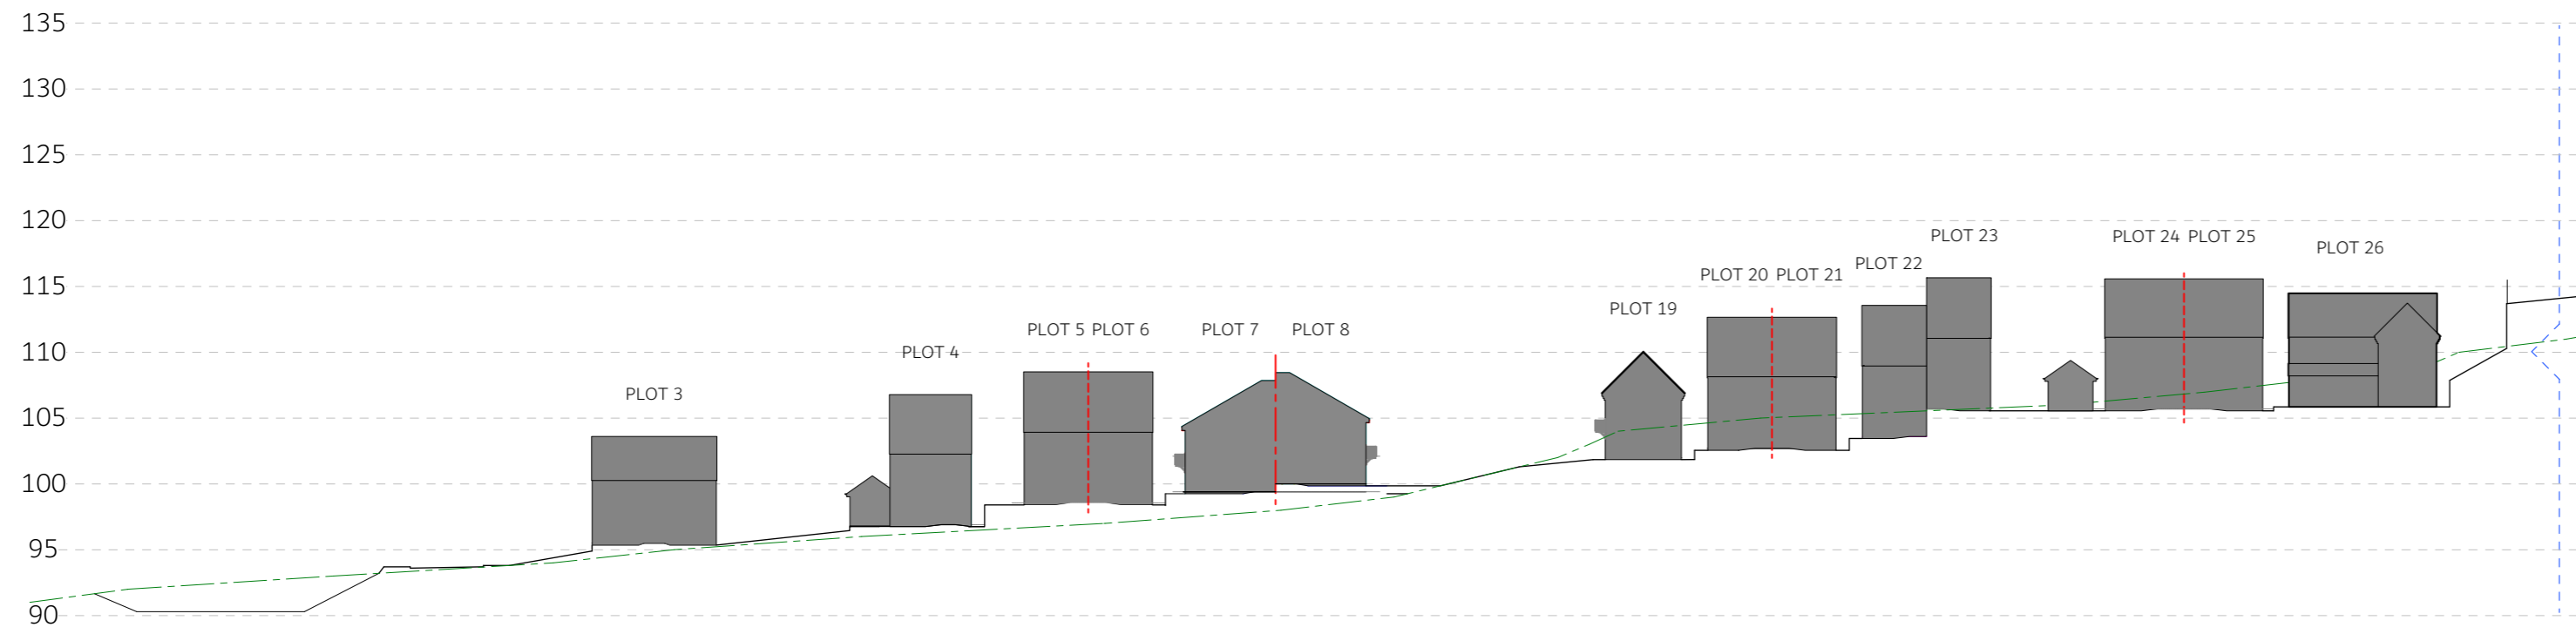 135
130
125
120
PLOT 23
PLOT 24 PLOT 25
PLOT 26
PLOT 22
PLOT 20 PLOT 21
115
PLOT 19
PLOT 5 PLOT 6
PLOT 7
PLOT 8
110
PLOT 4
PLOT 3
105
100
95
90